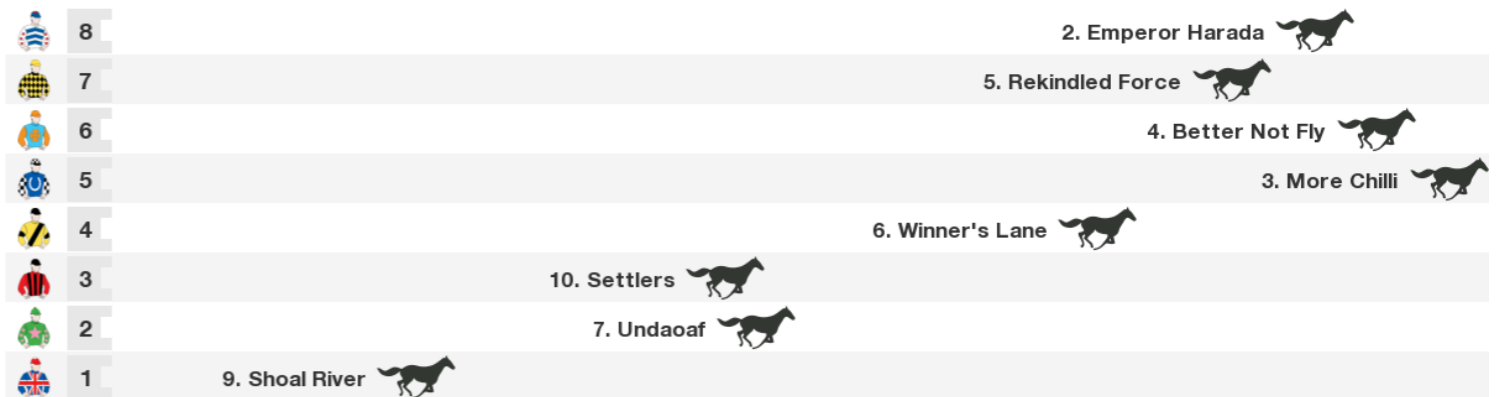 8 2. Emperor Harada
7 5. Rekindled Force
6 4. Better Not Fly
5 3. More Chilli
4 6. Winner's Lane
3 10. Settlers
2 7. Undaoaf
1 9. Shoal River